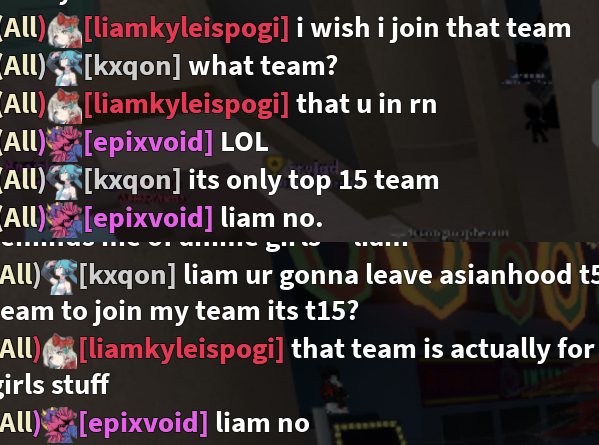 (All) [liamkyleispogi] i wish i join that team
(All) [kxqon] what team?
(All) [liamkyleispogi] that u in rn
(All) [epixvoid] LOL
(All) [kxqon] its only top 15 team
(All) [epixvoid] liam no.
All) [kxqon] liam ur gonna leave asianhood t5
eam to join my team its t15?
All) [liamkyleispogi] that team is actually for
girls stuff
All) [epixvoid] liam no